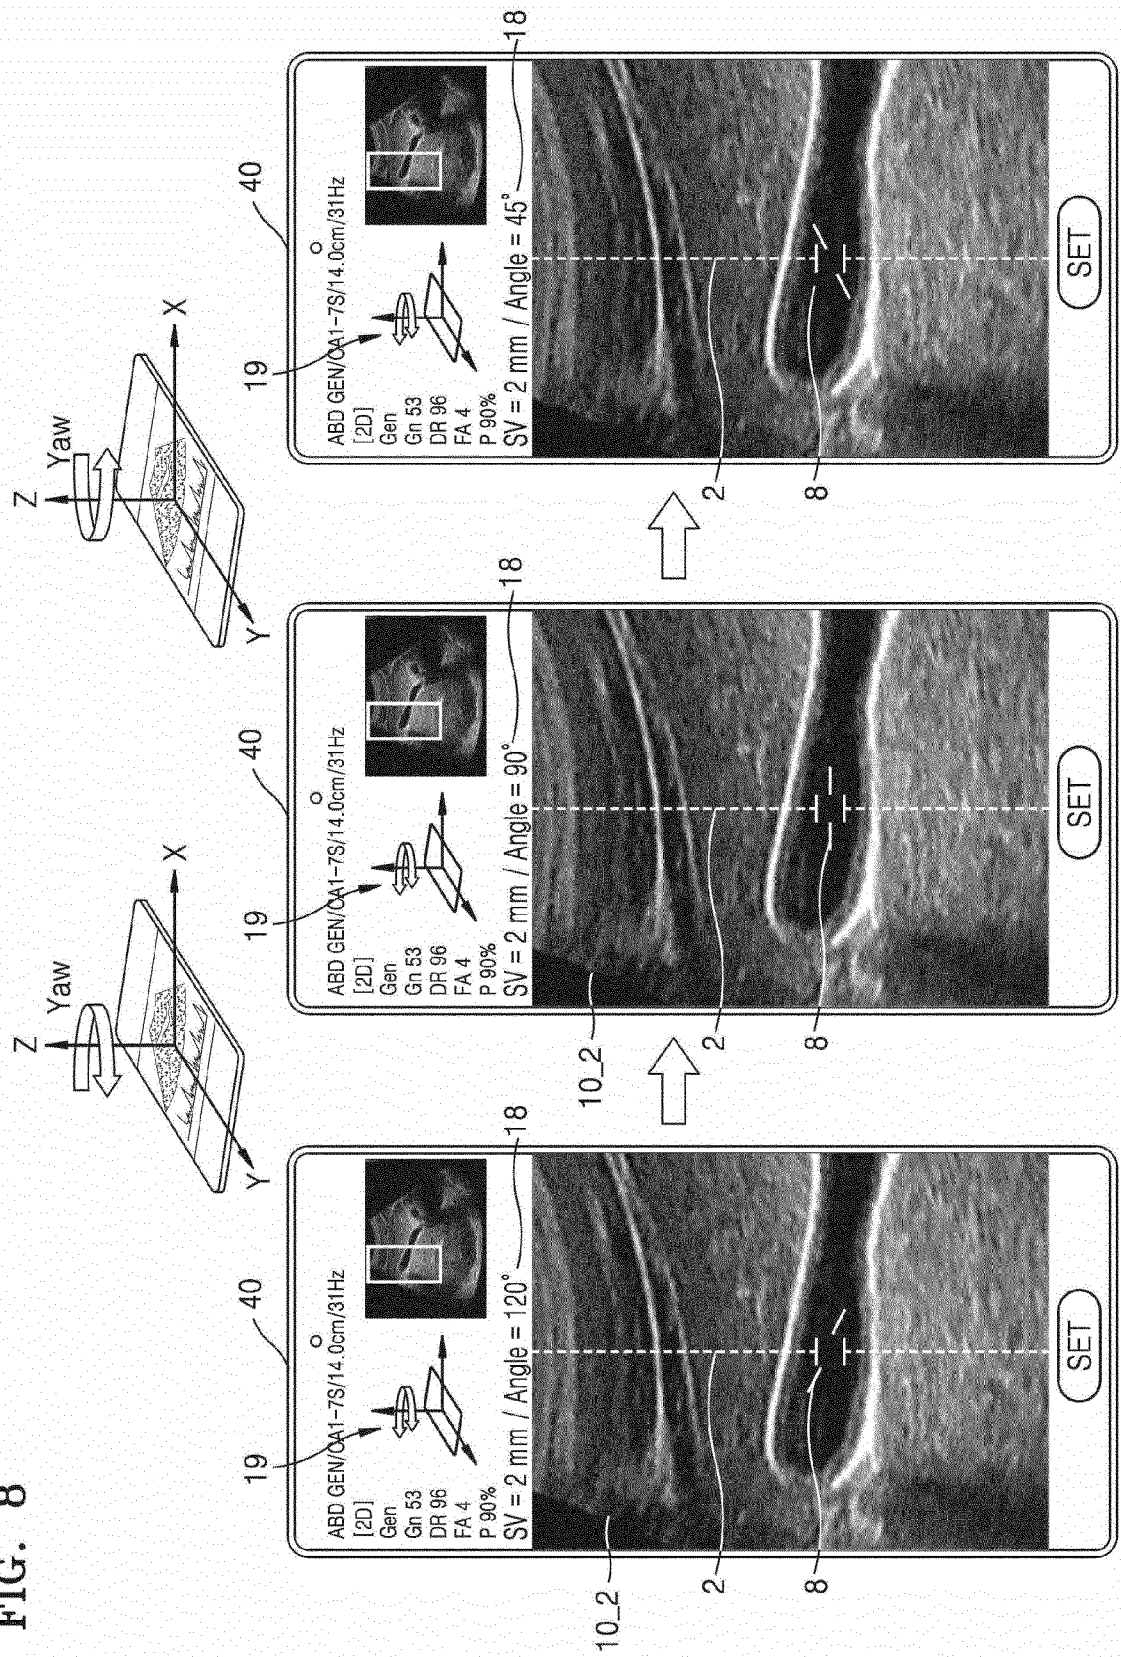 FIG. 8
Z
Yaw
X
Y
Z
Yaw
X
Y
40
19
ABD GEN/CA1-7S/14.0cm/31Hz
[2D]
Gen
Gn 53
DR 96
FA 4
P 90%
SV = 2 mm / Angle = 120°
18
10_2
2
8
SET
40
19
ABD GEN/CA1-7S/14.0cm/31Hz
[2D]
Gen
Gn 53
DR 96
FA 4
P 90%
SV = 2 mm / Angle = 90°
18
10_2
2
8
SET
40
19
ABD GEN/CA1-7S/14.0cm/31Hz
[2D]
Gen
Gn 53
DR 96
FA 4
P 90%
SV = 2 mm / Angle = 45°
18
2
8
SET